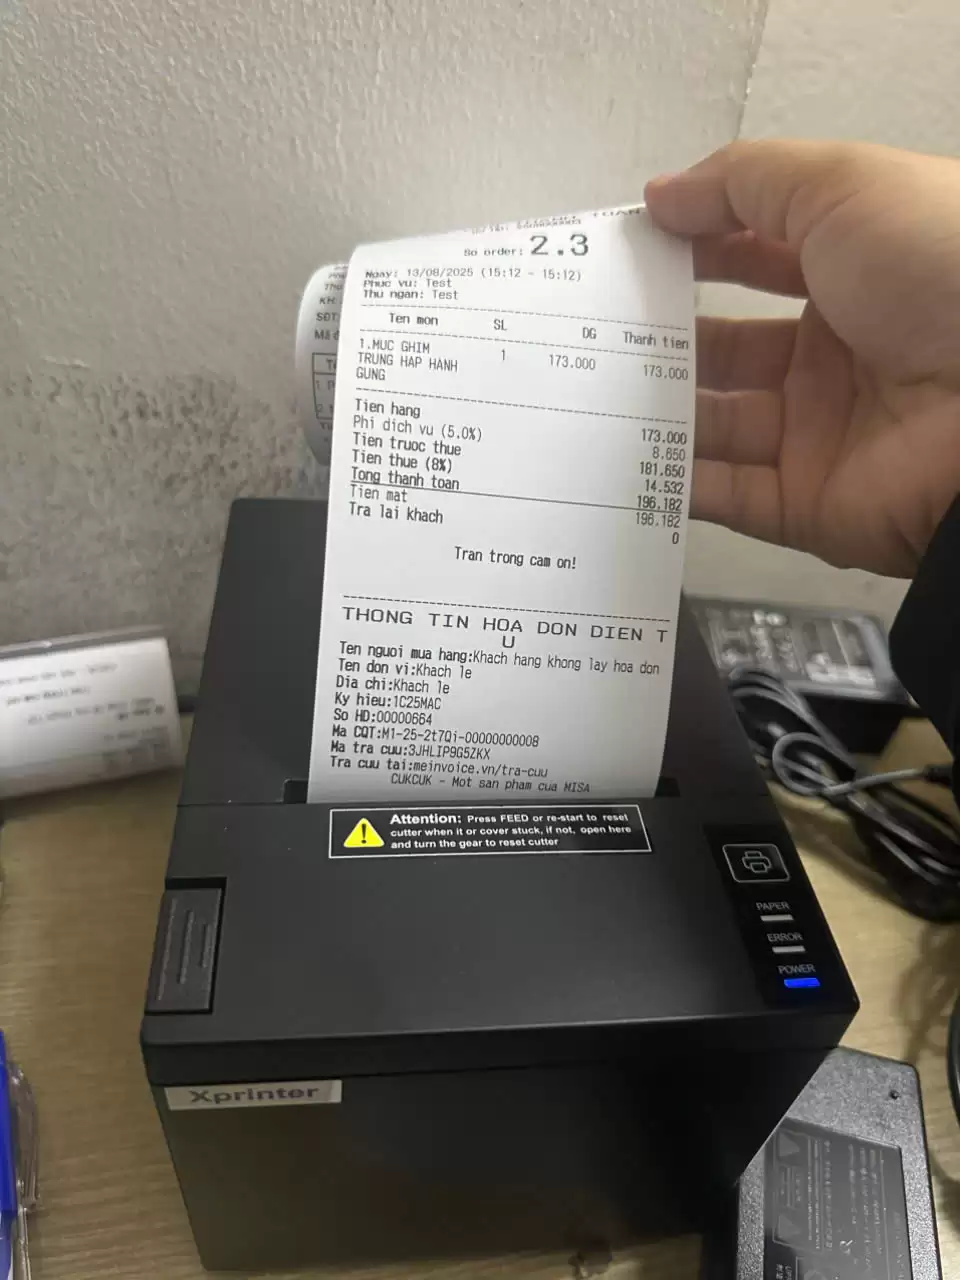 So order: 2.3
Ngay: 13/08/2025 (15:12 - 15:12)
Phuc vu: Test
Thu ngan: Test
Ten mon SL DG Thanh tien
1.MUC GHIM 1 173.000 173.000
TRUNG HAP HANH
GUNG
Tien hang 173.000
Phi dich vu (5.0%) 8.650
Tien truoc thue 181.650
Tien thue (8%) 14.532
Tong thanh toan 196.182
Tien mat 196.182
Tra lai khach 0
Tran trong cam on!
THONG TIN HOA DON DIEN T
U
Ten nguoi mua hang:Khach hang khong lay hoa don
Ten don vi:Khach le
Dia chi:Khach le
Ky hieu:1C25MAC
So HD:00000664
Ma CQT:M1-25-2t7Qi-00000000008
Ma tra cuu:3JHLIP9G5ZKX
Tra cuu tai:meinvoice.vn/tra-cuu
CUKCUK - Mot san pham cua MISA
Attention: Press FEED or re-start to reset
cutter when it or cover stuck, if not, open here
and turn the gear to reset cutter
PAPER
ERROR
POWER
Xprinter